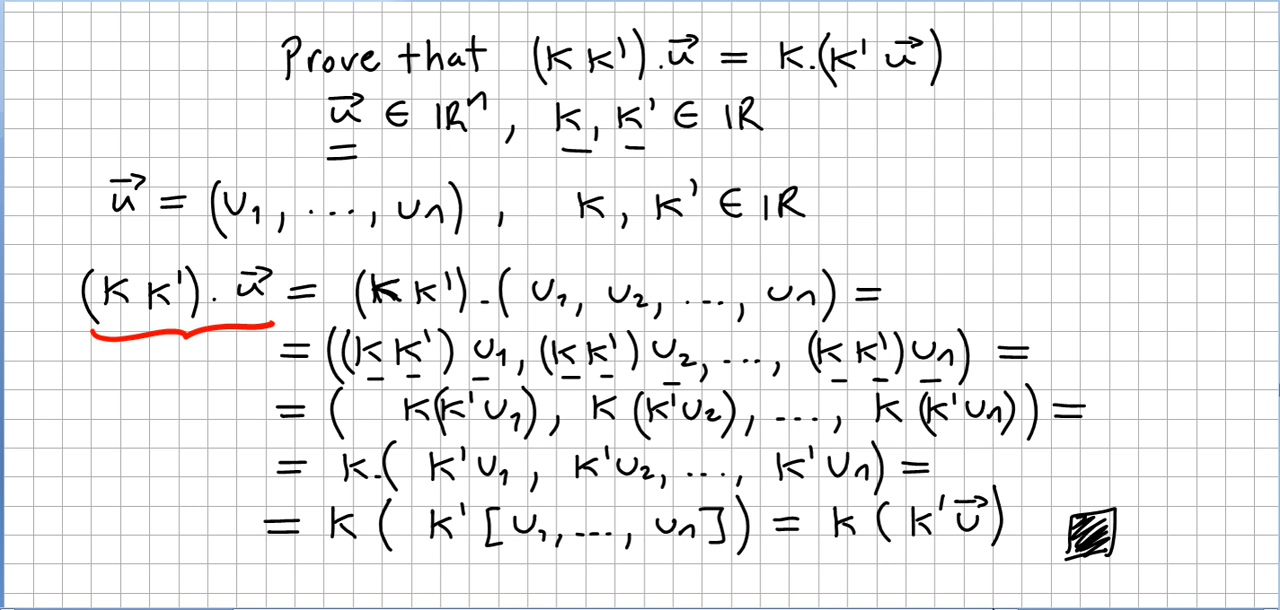 Prove that (K K').u⃗ = K.(K' u⃗)
u⃗ ∈ ℝⁿ, K, K' ∈ ℝ
u⃗ = (U₁, ..., Un), K, K' ∈ ℝ
(K K'). u⃗ = (K K').(U₁, U₂, ..., Un) =
= ((K K') U₁, (K K') U₂, ..., (K K') Un) =
= ( K(K'U₁), K (K'U₂), ..., K (K'Un)) =
= K.( K'U₁, K'U₂, ..., K'Un) =
= K ( K' [U₁, ..., Un]) = K ( K'U⃗)